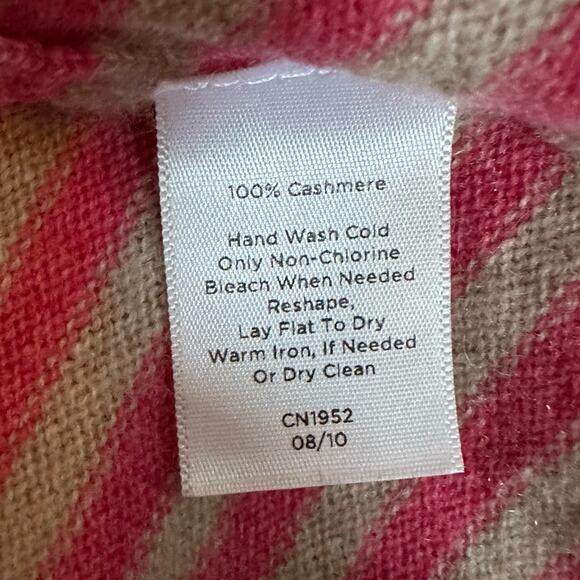 100% Cashmere
Hand Wash Cold
Only Non-Chlorine
Bleach When Needed
Reshape,
Lay Flat To Dry
Warm Iron, If Needed
Or Dry Clean
CN1952
08/10